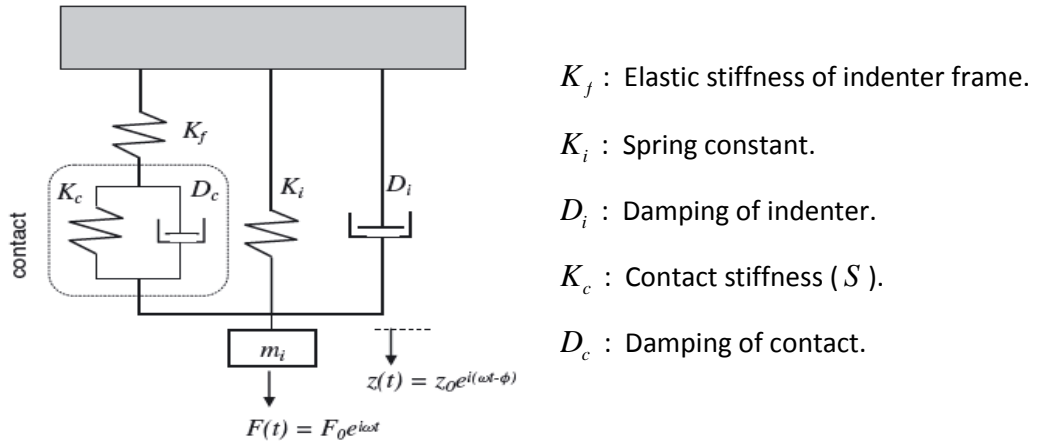 K_f
K_c
D_c
K_i
D_i
contact
m_i
z(t) = z_0e^{i(ωt-ϕ)}
F(t) = F_0e^{iωt}
K_f : Elastic stiffness of indenter frame.
K_i : Spring constant.
D_i : Damping of indenter.
K_c : Contact stiffness ( S ).
D_c : Damping of contact.